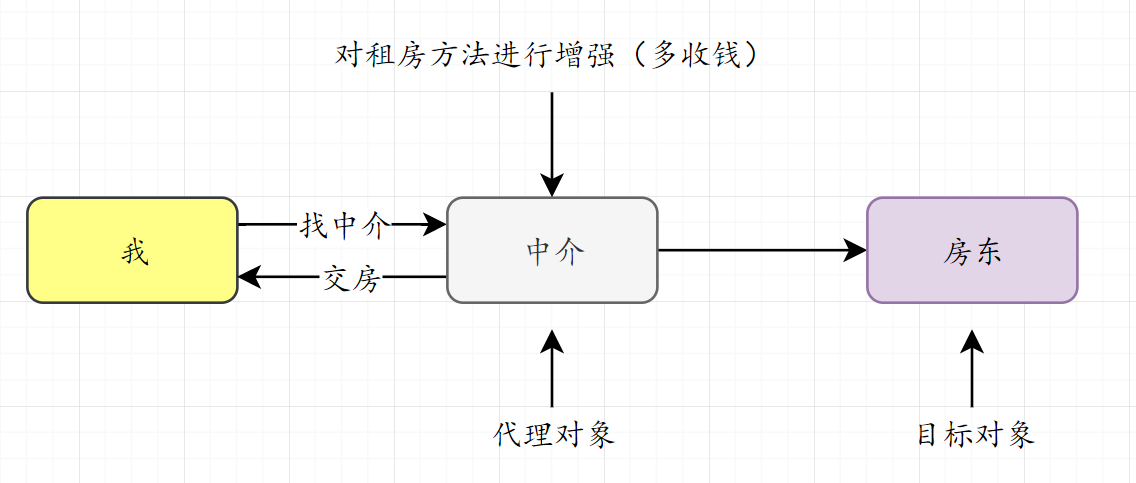 对租房方法进行增强（多收钱）
我
找中介
交房
中介
房东
代理对象
目标对象